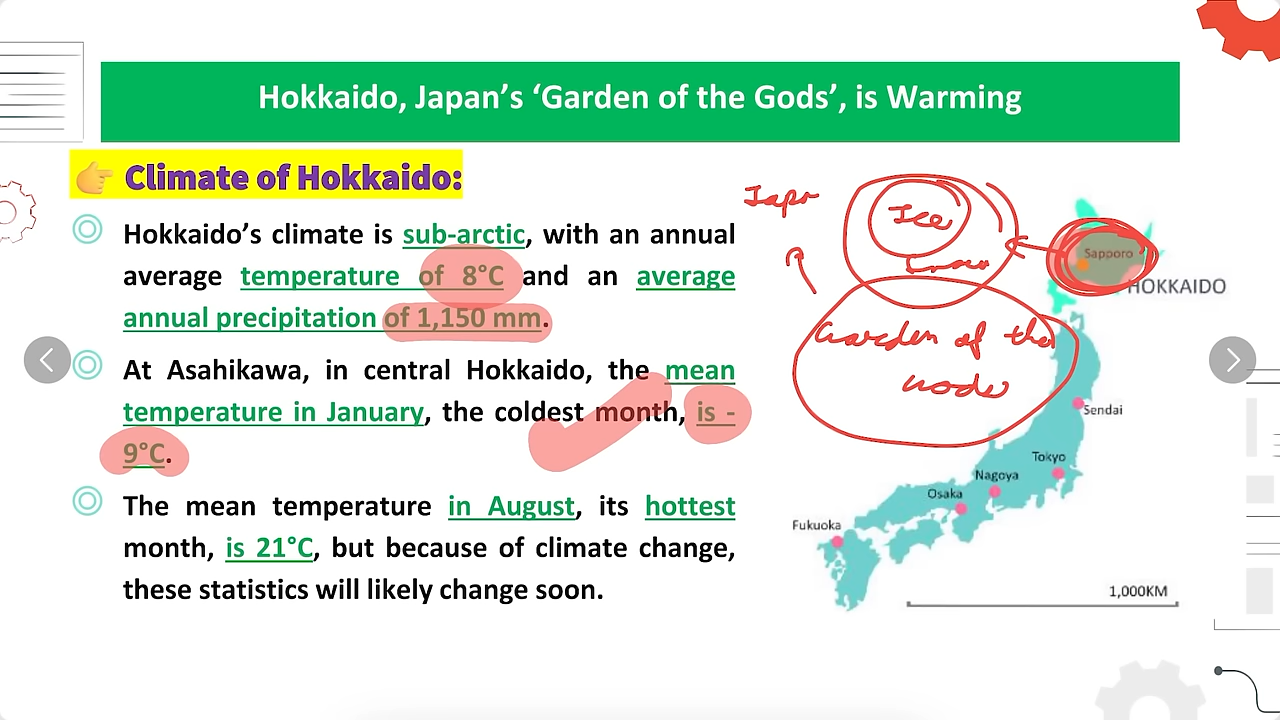 Hokkaido, Japan's 'Garden of the Gods', is Warming
👉 Climate of Hokkaido:
Hokkaido's climate is sub-arctic, with an annual
average temperature of 8°C and an average
annual precipitation of 1,150 mm.
At Asahikawa, in central Hokkaido, the mean
temperature in January, the coldest month, is -
9°C.
The mean temperature in August, its hottest
month, is 21°C, but because of climate change,
these statistics will likely change soon.
Japn
Ice
Snow
Garden of the
Gods
Sapporo
HOKKAIDO
Sendai
Tokyo
Nagoya
Osaka
Fukuoka
1,000KM